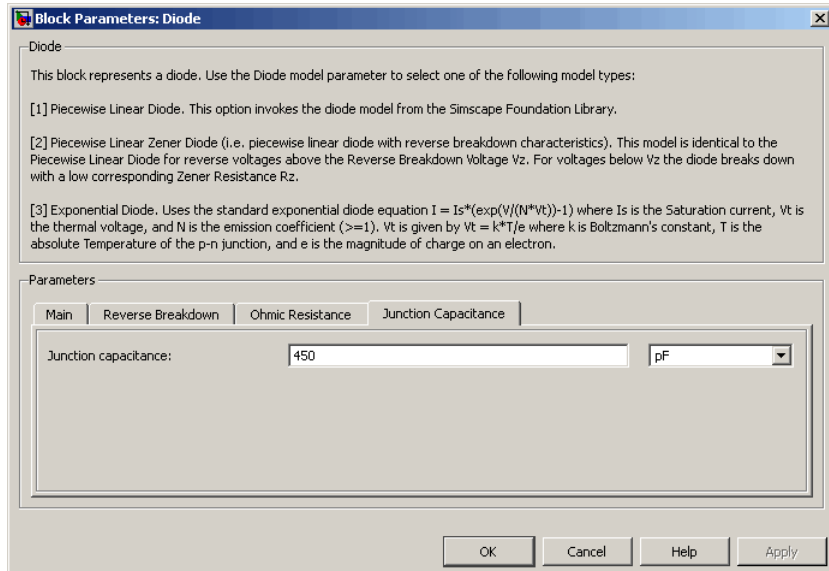 Block Parameters: Diode
Diode
This block represents a diode. Use the Diode model parameter to select one of the following model types:
[1] Piecewise Linear Diode. This option invokes the diode model from the Simscape Foundation Library.
[2] Piecewise Linear Zener Diode (i.e. piecewise linear diode with reverse breakdown characteristics). This model is identical to the
Piecewise Linear Diode for reverse voltages above the Reverse Breakdown Voltage Vz. For voltages below Vz the diode breaks down
with a low corresponding Zener Resistance Rz.
[3] Exponential Diode. Uses the standard exponential diode equation I = Is*(exp(V/(N*Vt))-1) where Is is the Saturation current, Vt is
the thermal voltage, and N is the emission coefficient (>=1). Vt is given by Vt = k*T/e where k is Boltzmann's constant, T is the
absolute Temperature of the p-n junction, and e is the magnitude of charge on an electron.
Parameters
Main Reverse Breakdown Ohmic Resistance Junction Capacitance
Junction capacitance: 450 pF
OK Cancel Help Apply